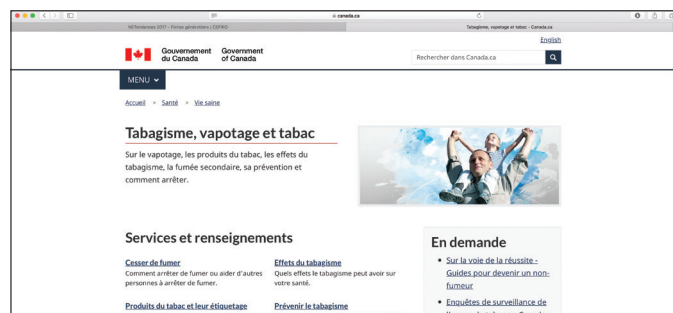 canada.ca
NETendances 2017 - Fiches générations | CEFRIO
Tabagisme, vapotage et tabac - Canada.ca
English
Gouvernement Government
du Canada of Canada
Rechercher dans Canada.ca
MENU
Accueil > Santé > Vie saine
Tabagisme, vapotage et tabac
Sur le vapotage, les produits du tabac, les effets du
tabagisme, la fumée secondaire, sa prévention et
comment arrêter.
Services et renseignements
Cesser de fumer
Comment arrêter de fumer ou aider d'autres
personnes à arrêter de fumer.
Effets du tabagisme
Quels effets le tabagisme peut avoir sur
votre santé.
Produits du tabac et leur étiquetage
Prévenir le tabagisme
En demande
Sur la voie de la réussite -
Guides pour devenir un non-
fumeur
Enquêtes de surveillance de